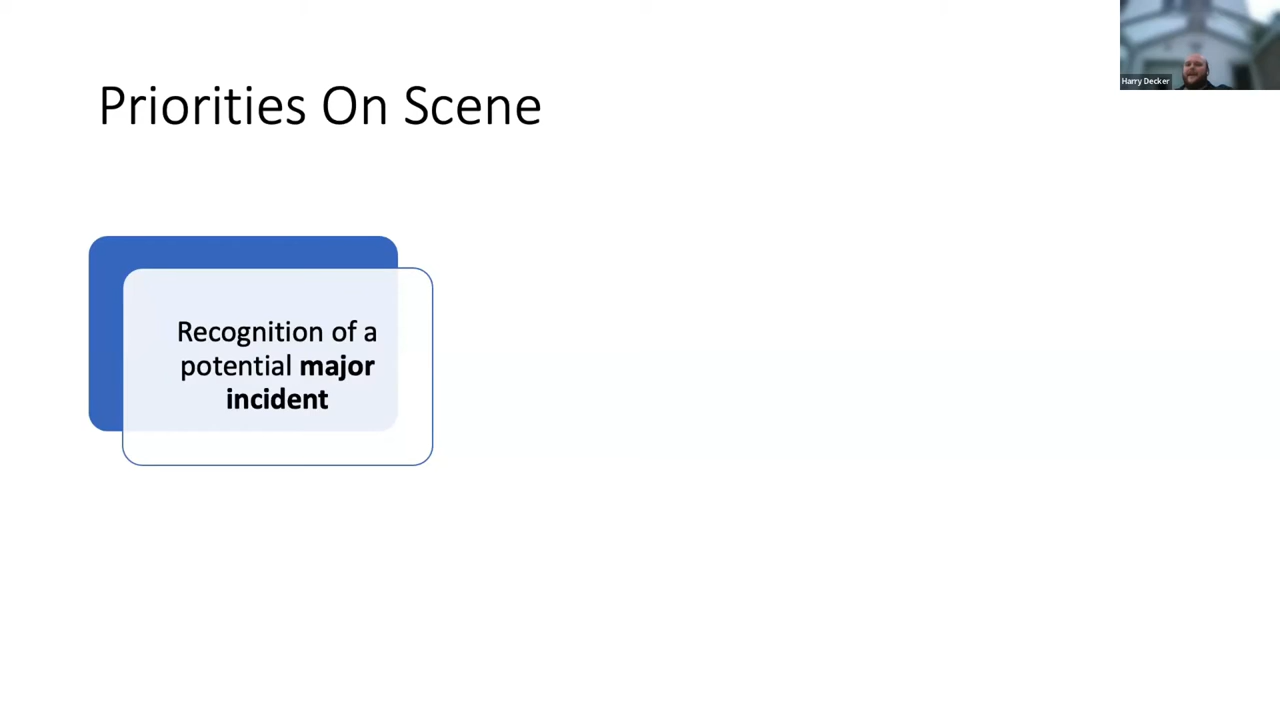 Harry Decker
Priorities On Scene
Recognition of a
potential major
incident